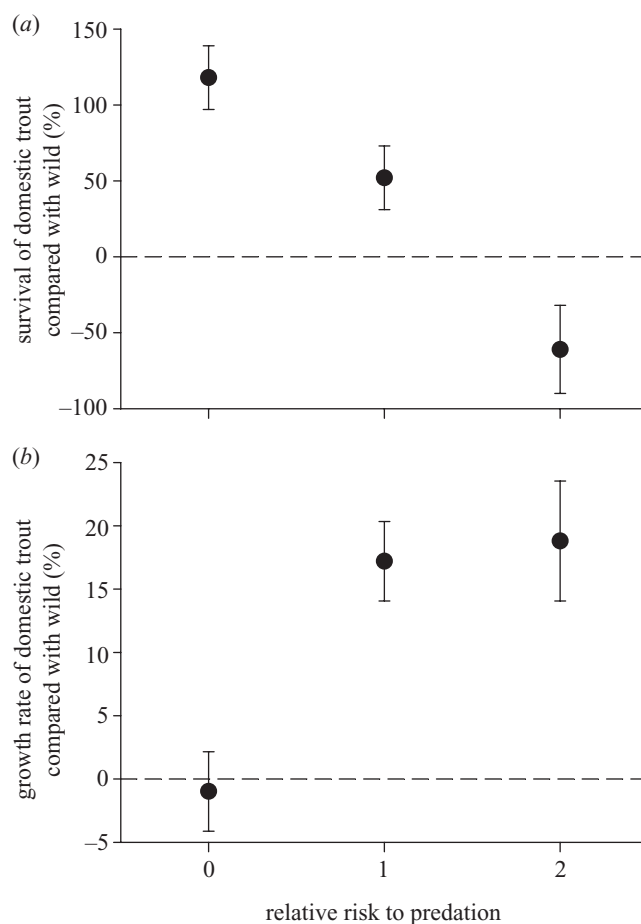 (a)
150
100
50
0
–50
–100
survival of domestic trout
compared with wild (%)
(b)
25
20
15
10
5
0
–5
growth rate of domestic trout
compared with wild (%)
0 1 2
relative risk to predation